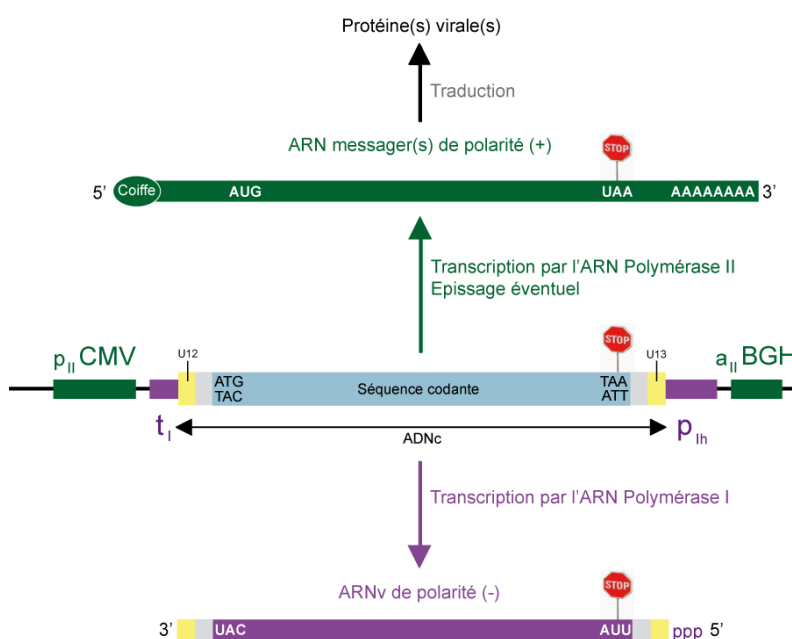 Protéine(s) virale(s)
Traduction
ARN messager(s) de polarité (+)
STOP
5’ Coiffe AUG UAA AAAAAAAA 3’
Transcription par l’ARN Polymérase II
Epissage éventuel
STOP
pII CMV U12 U13 aII BGH
ATG Séquence codante TAA
TAC ATT
tI ADNc pIh
Transcription par l’ARN Polymérase I
STOP
ARNv de polarité (-)
3’ UAC AUU ppp 5’